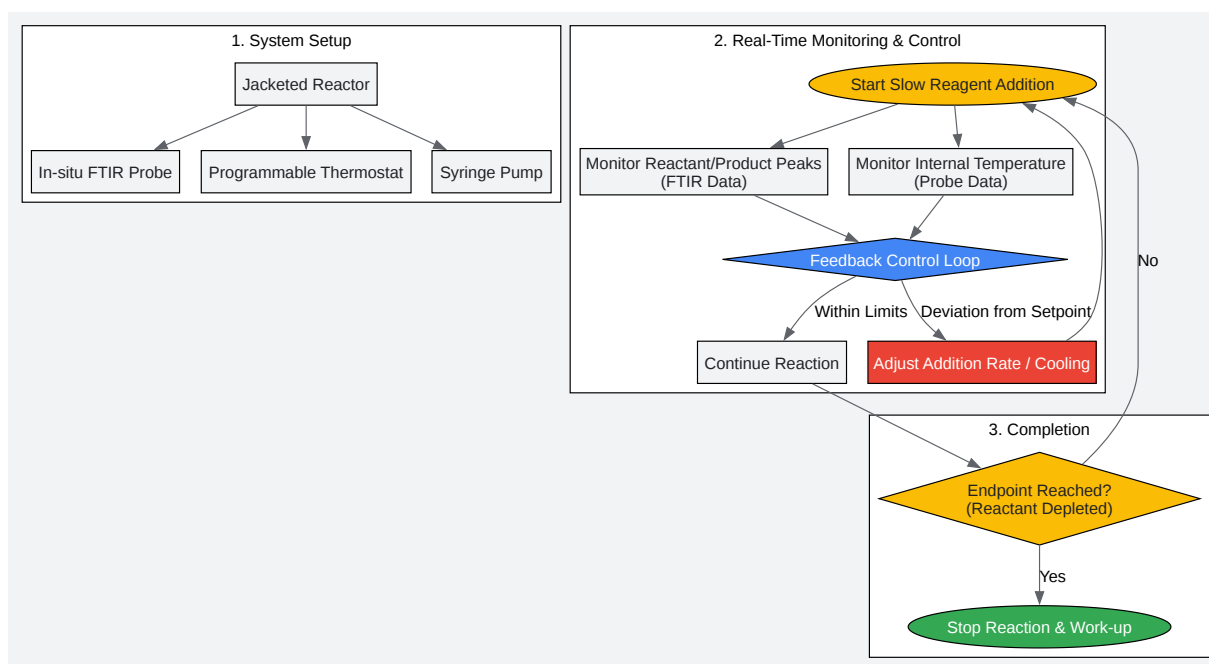 1. System Setup
Jacketed Reactor
In-situ FTIR Probe
Programmable Thermostat
Syringe Pump
2. Real-Time Monitoring & Control
Start Slow Reagent Addition
Monitor Reactant/Product Peaks
(FTIR Data)
Monitor Internal Temperature
(Probe Data)
Feedback Control Loop
Within Limits
Deviation from Setpoint
Continue Reaction
Adjust Addition Rate / Cooling
No
3. Completion
Endpoint Reached?
(Reactant Depleted)
Yes
Stop Reaction & Work-up